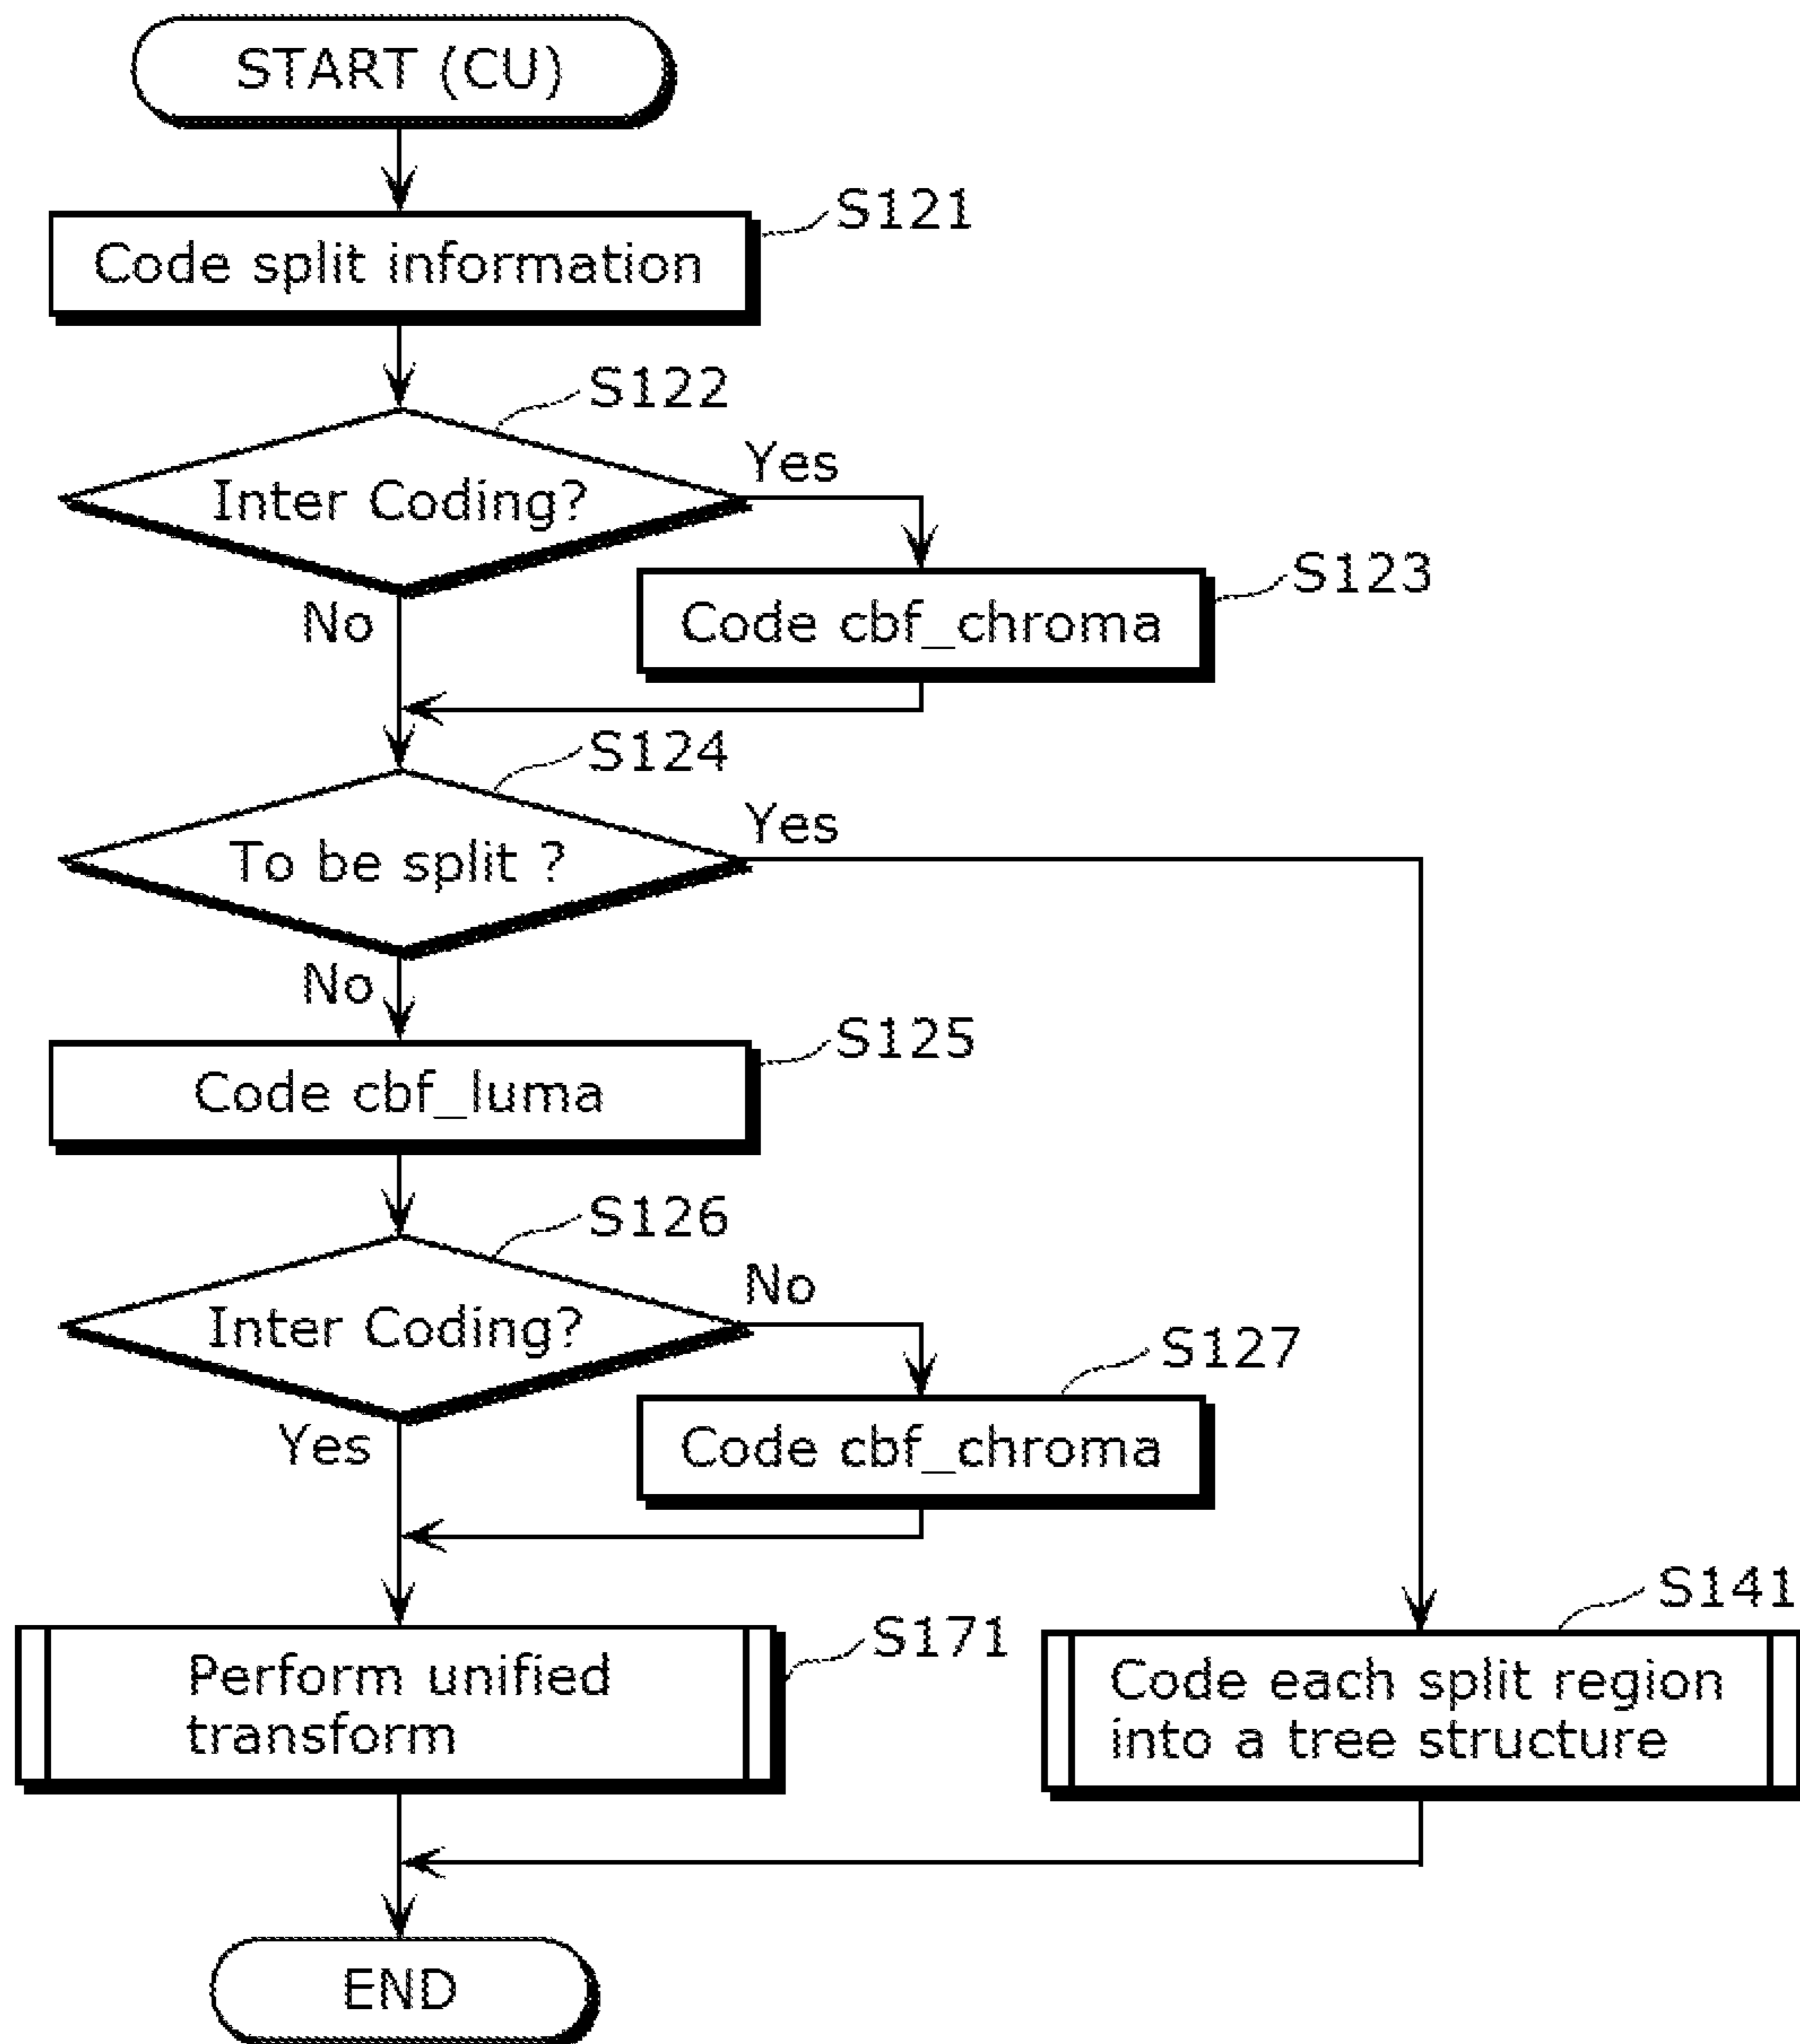 START (CU)
S121
Code split information
S122
Inter Coding?
Yes
No
S123
Code cbf_chroma
S124
To be split ?
Yes
No
S125
Code cbf_luma
S126
Inter Coding?
No
Yes
S127
Code cbf_chroma
S171
Perform unified
transform
S141
Code each split region
into a tree structure
END